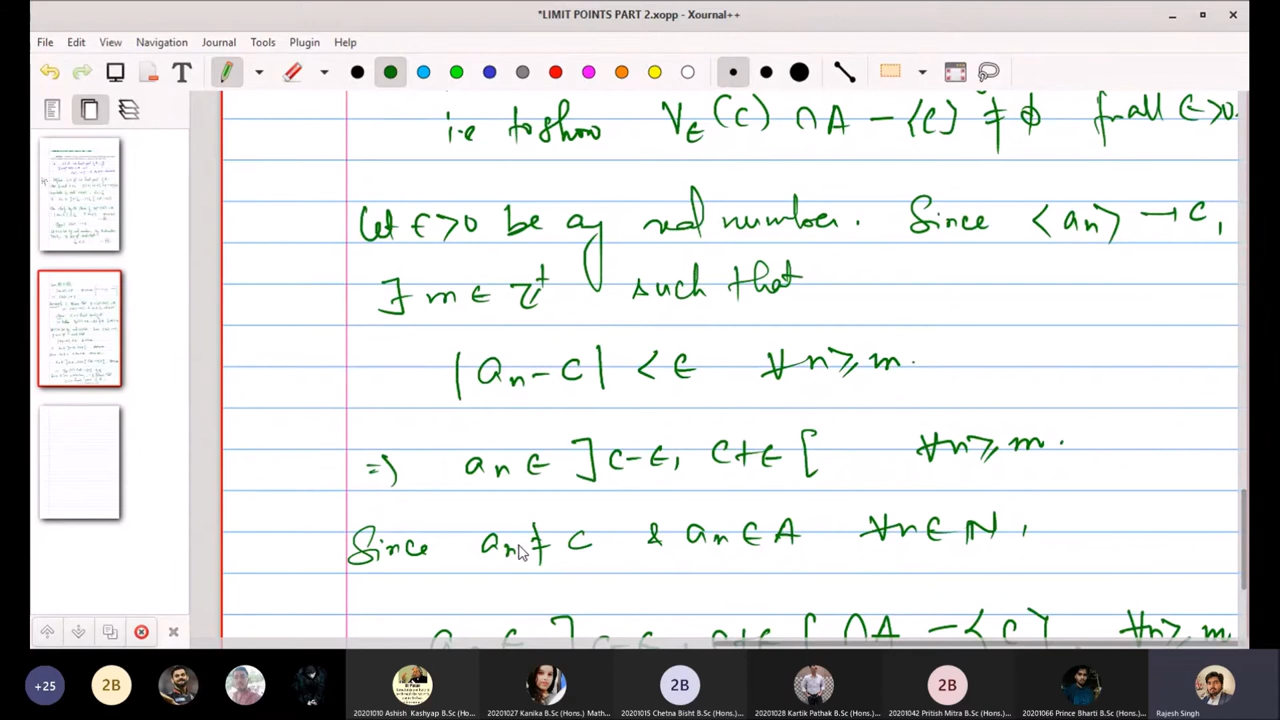 *LIMIT POINTS PART 2.xopp - Xournal++
File Edit View Navigation Journal Tools Plugin Help
i.e to show Vε(c) ∩ A - {c} ≠ ϕ for all ε>0.
Let ε>0 be any real number. Since <an> → c,
∃ m ∈ Z+ such that
|an - c| < ε ∀n≥m.
=) an ∈ ]c-ε, c+ε[ ∀n≥m.
Since an ≠ c & an ∈ A ∀n∈N,
an ∈ ]c-ε, c+ε[ ∩A - {c}, ∀n≥m
+25 2B 2B 2B
20201010 Ashish Kashyap B.Sc (Ho... 20201027 Kanika B.Sc (Hons.) Math... 20201015 Chetna Bisht B.Sc (Hons.)... 20201028 Kartik Pathak B.Sc (Hons.)... 20201042 Pritish Mitra B.Sc (Hons.)... 20201066 Prince Bharti B.Sc (Hons.)... Rajesh Singh